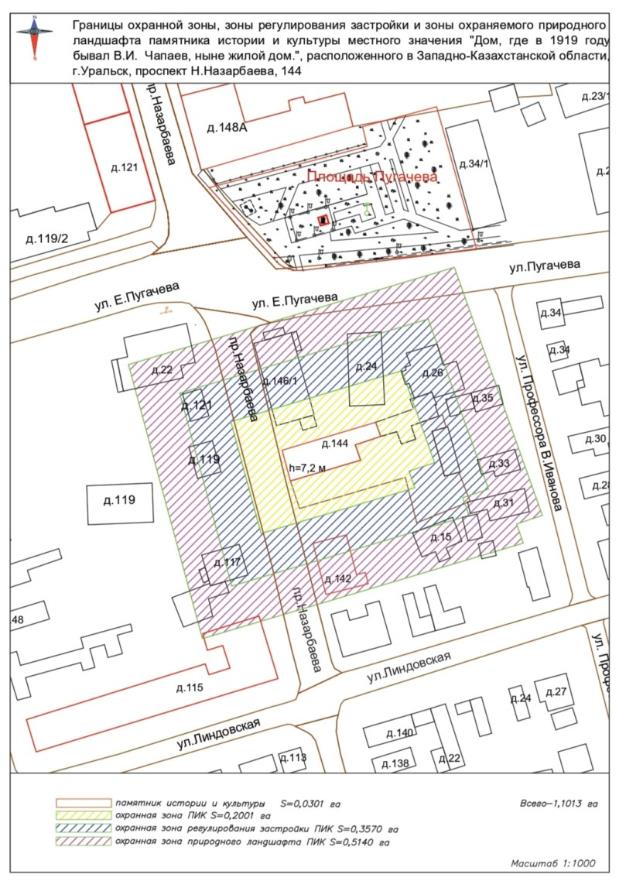 Границы охранной зоны, зоны регулирования застройки и зоны охраняемого природного
ландшафта памятника истории и культуры местного значения "Дом, где в 1919 году
бывал В.И. Чапаев, ныне жилой дом.", расположенного в Западно-Казахстанской области,
г.Уральск, проспект Н.Назарбаева, 144
пр.Назарбаева
д.148А
д.23/1
д.121
д.34/1
Площадь Пугачева
д.119/2
ул.Пугачева
ул. Е.Пугачева
ул. Е.Пугачева
д.34
д.34
пр.Назарбаева
д.22
д.24
д.26
д.146/1
д.121
д.35
ул. Профессора В.Иванова
д.144
д.30
д.119
h=7,2 м
д.33
д.119
д.31
д.15
д.117
д.142
48
пр.Назарбаева
ул.Линдовская
д.115
д.24
д.27
ул.Линдовская
д.140
д.22
д.113
д.138
памятник истории и культуры S=0,0301 га
Всего-1,1013 га
охранная зона ПИК S=0,2001 га
охранная зона регулирования застройки ПИК S=0,3570 га
охранная зона природного ландшафта ПИК S=0,5140 га
Масштаб 1:1000